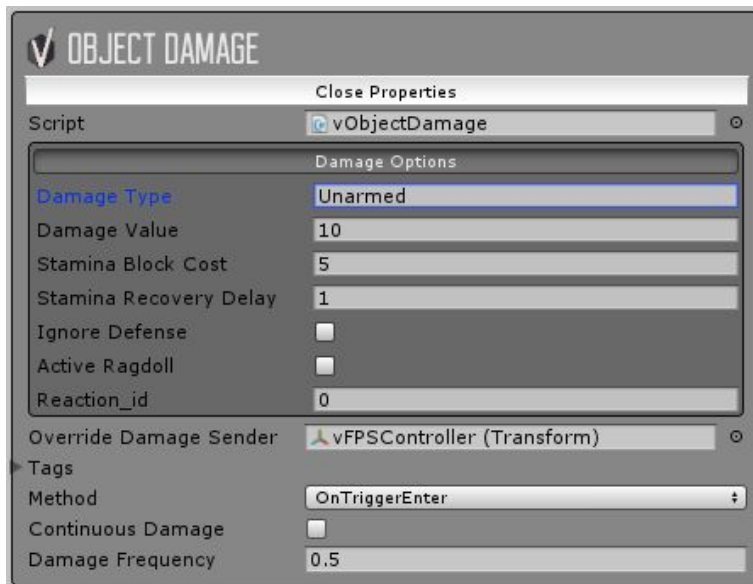 OBJECT DAMAGE
Close Properties
Script vObjectDamage
Damage Options
Damage Type Unarmed
Damage Value 10
Stamina Block Cost 5
Stamina Recovery Delay 1
Ignore Defense
Active Ragdoll
Reaction_id 0
Override Damage Sender vFPSController (Transform)
Tags
Method OnTriggerEnter
Continuous Damage
Damage Frequency 0.5